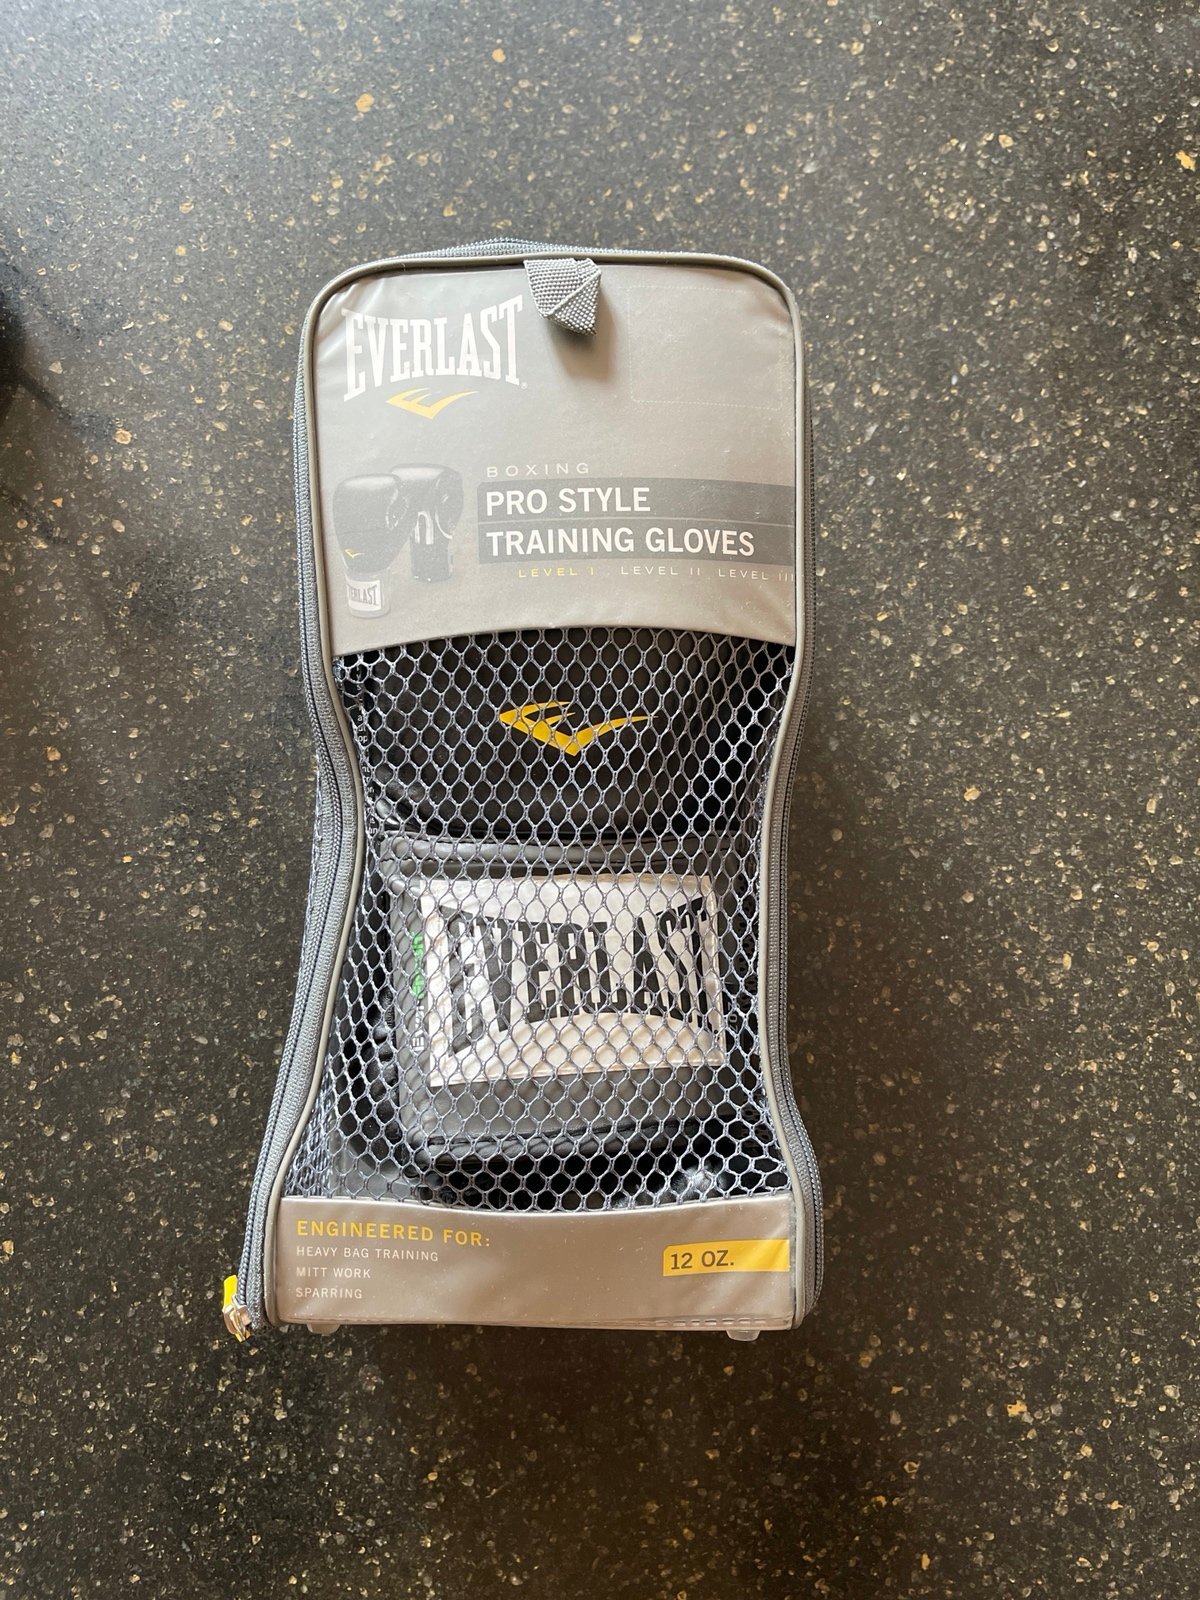 EVERLAST
BOXING
PRO STYLE
TRAINING GLOVES
LEVEL I LEVEL II LEVEL III
EVERLAST
ENGINEERED FOR:
HEAVY BAG TRAINING
MITT WORK
SPARRING
12 OZ.